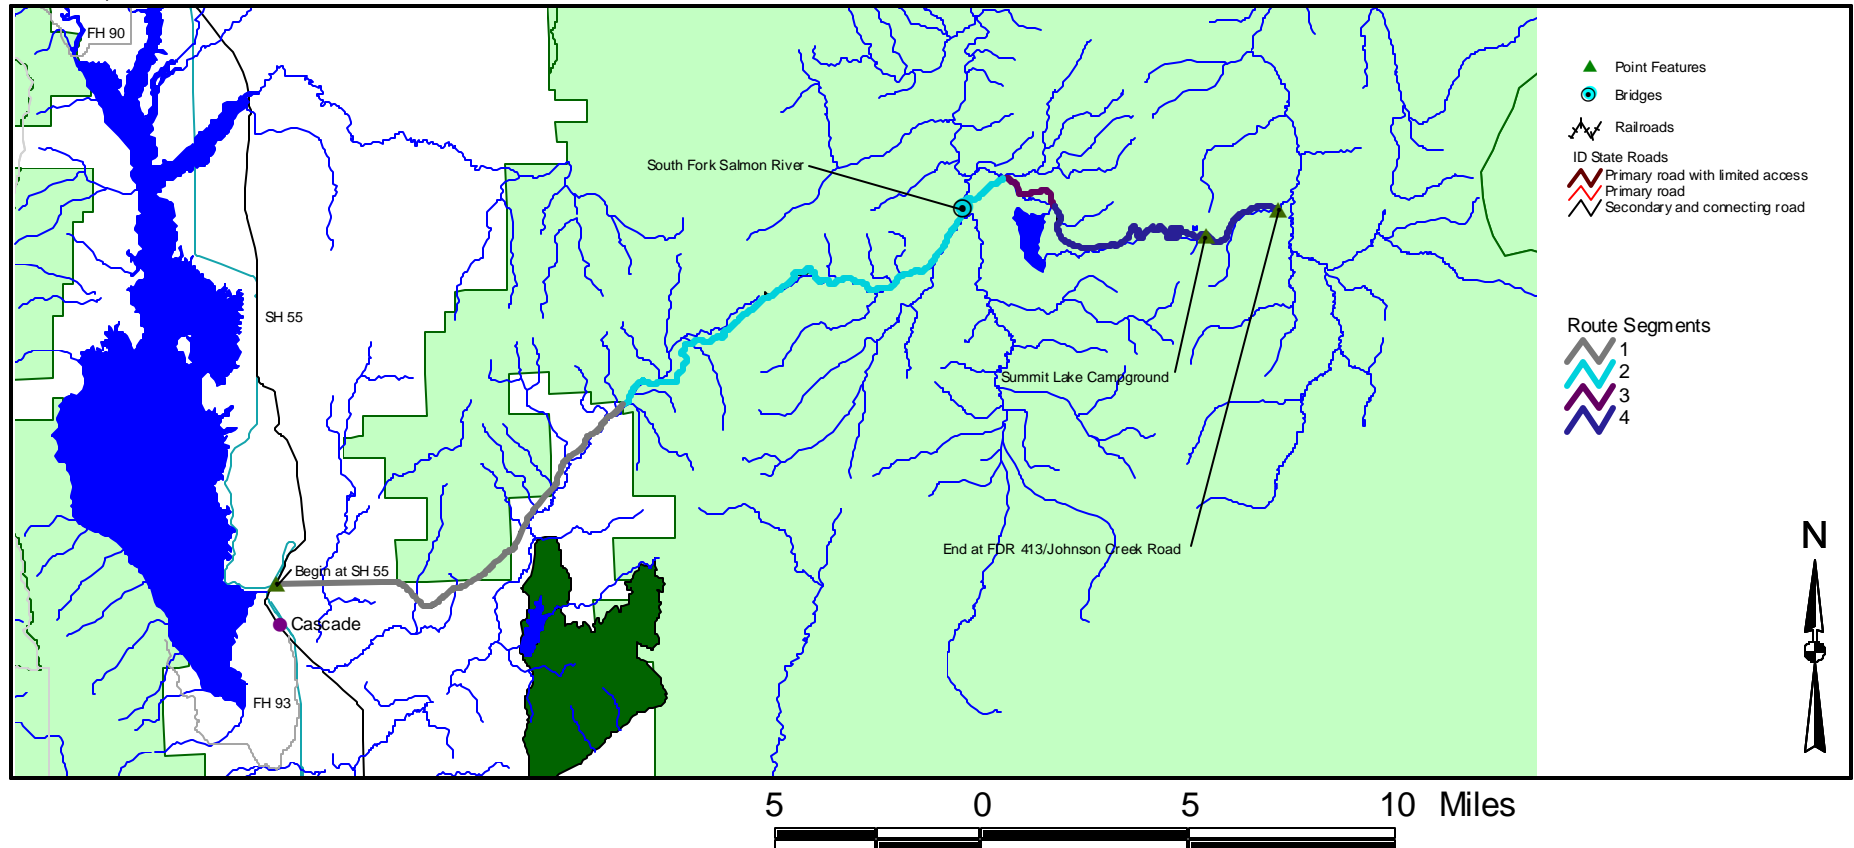 FH 90
South Fork Salmon River
SH 55
Summit Lake Campground
End at FDR 413/Johnson Creek Road
Begin at SH 55
Cascade
FH 93
Point Features
Bridges
Railroads
ID State Roads
Primary road with limited access
Primary road
Secondary and connecting road
Route Segments
1
2
3
4
N
5 0 5 10 Miles